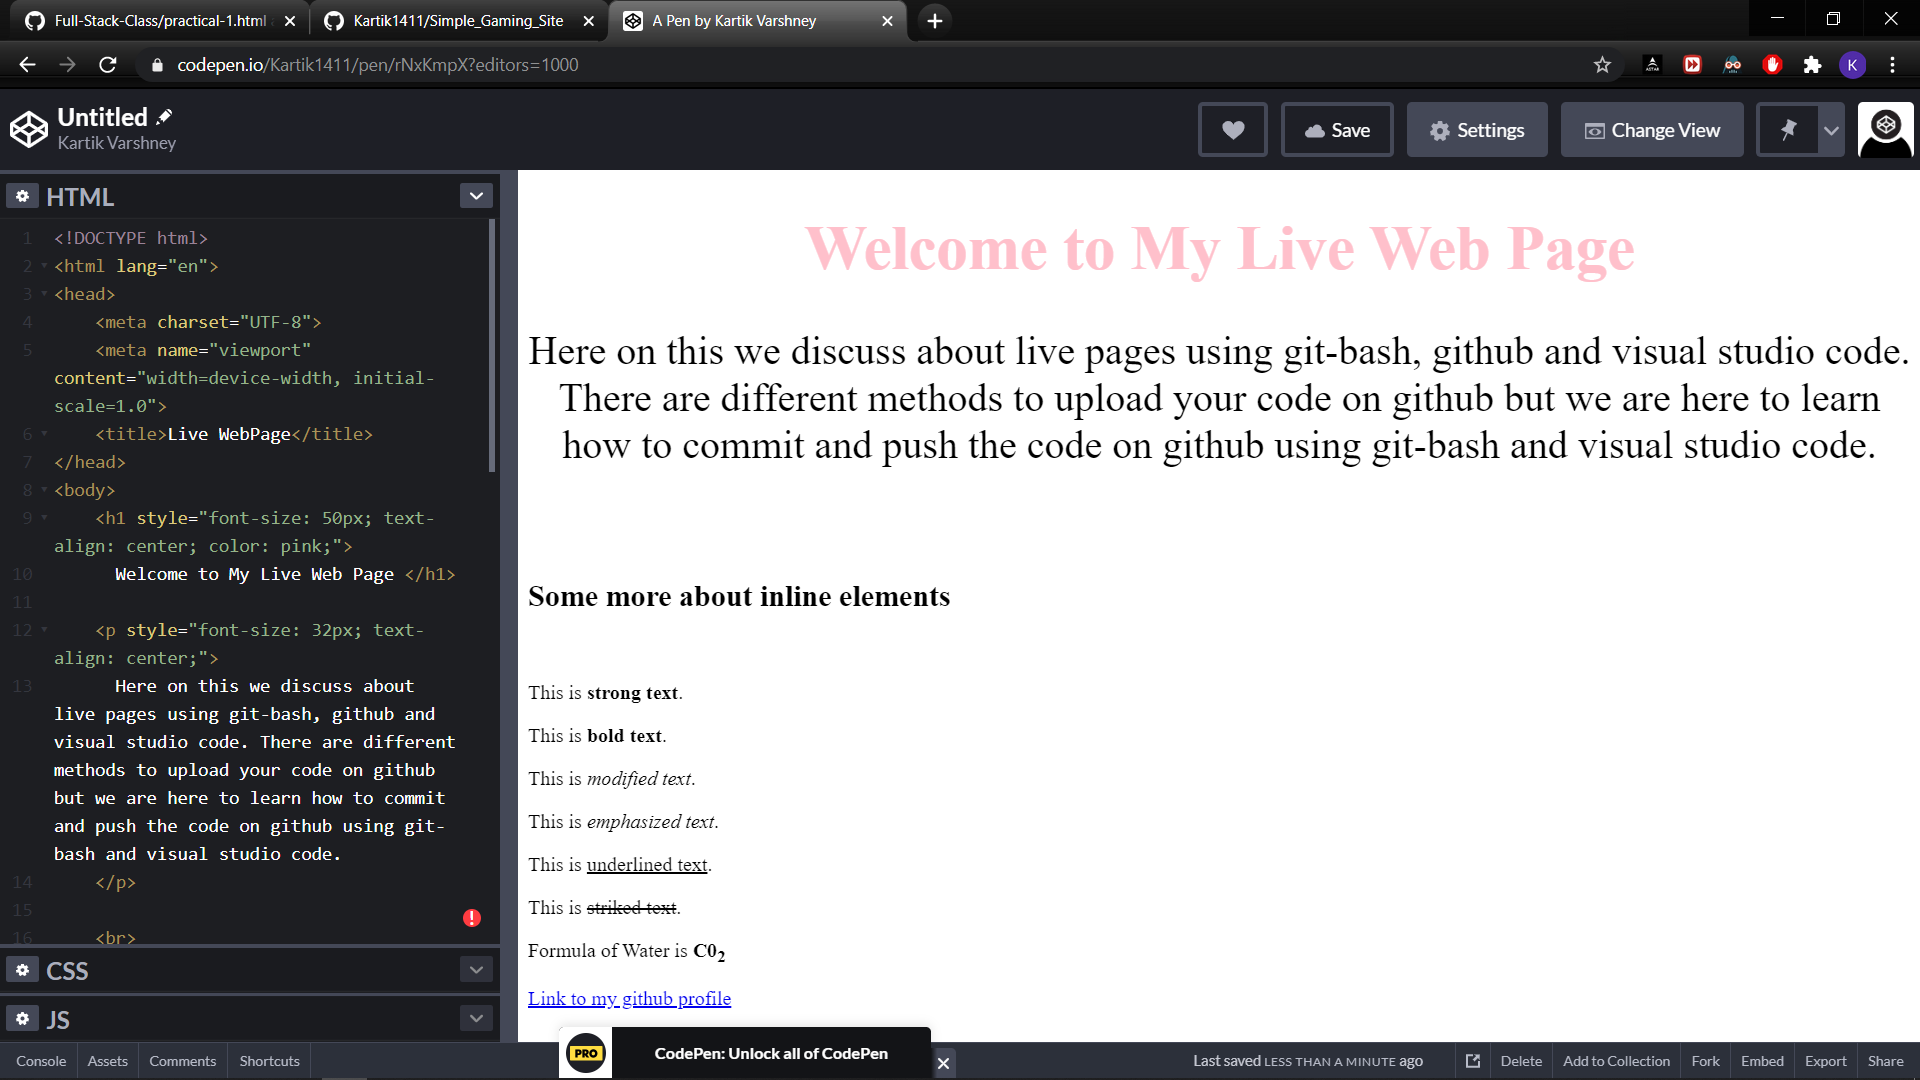 Full-Stack-Class/practical-1.html
Kartik1411/Simple_Gaming_Site
A Pen by Kartik Varshney
codepen.io/Kartik1411/pen/rNxKmpX?editors=1000
K
Untitled
Kartik Varshney
Save
Settings
Change View
HTML
1 <!DOCTYPE html>
2 <html lang="en">
3 <head>
4 <meta charset="UTF-8">
5 <meta name="viewport"
content="width=device-width, initial-
scale=1.0">
6 <title>Live WebPage</title>
7 </head>
8 <body>
9 <h1 style="font-size: 50px; text-
align: center; color: pink;">
10 Welcome to My Live Web Page </h1>
11
12 <p style="font-size: 32px; text-
align: center;">
13 Here on this we discuss about
live pages using git-bash, github and
visual studio code. There are different
methods to upload your code on github
but we are here to learn how to commit
and push the code on github using git-
bash and visual studio code.
14 </p>
15
16 <br>
CSS
JS
Welcome to My Live Web Page
Here on this we discuss about live pages using git-bash, github and visual studio code.
There are different methods to upload your code on github but we are here to learn
how to commit and push the code on github using git-bash and visual studio code.
Some more about inline elements
This is strong text.
This is bold text.
This is modified text.
This is emphasized text.
This is underlined text.
This is striked text.
Formula of Water is C0₂
Link to my github profile
Console Assets Comments Shortcuts
PRO CodePen: Unlock all of CodePen
Last saved LESS THAN A MINUTE ago
Delete Add to Collection Fork Embed Export Share